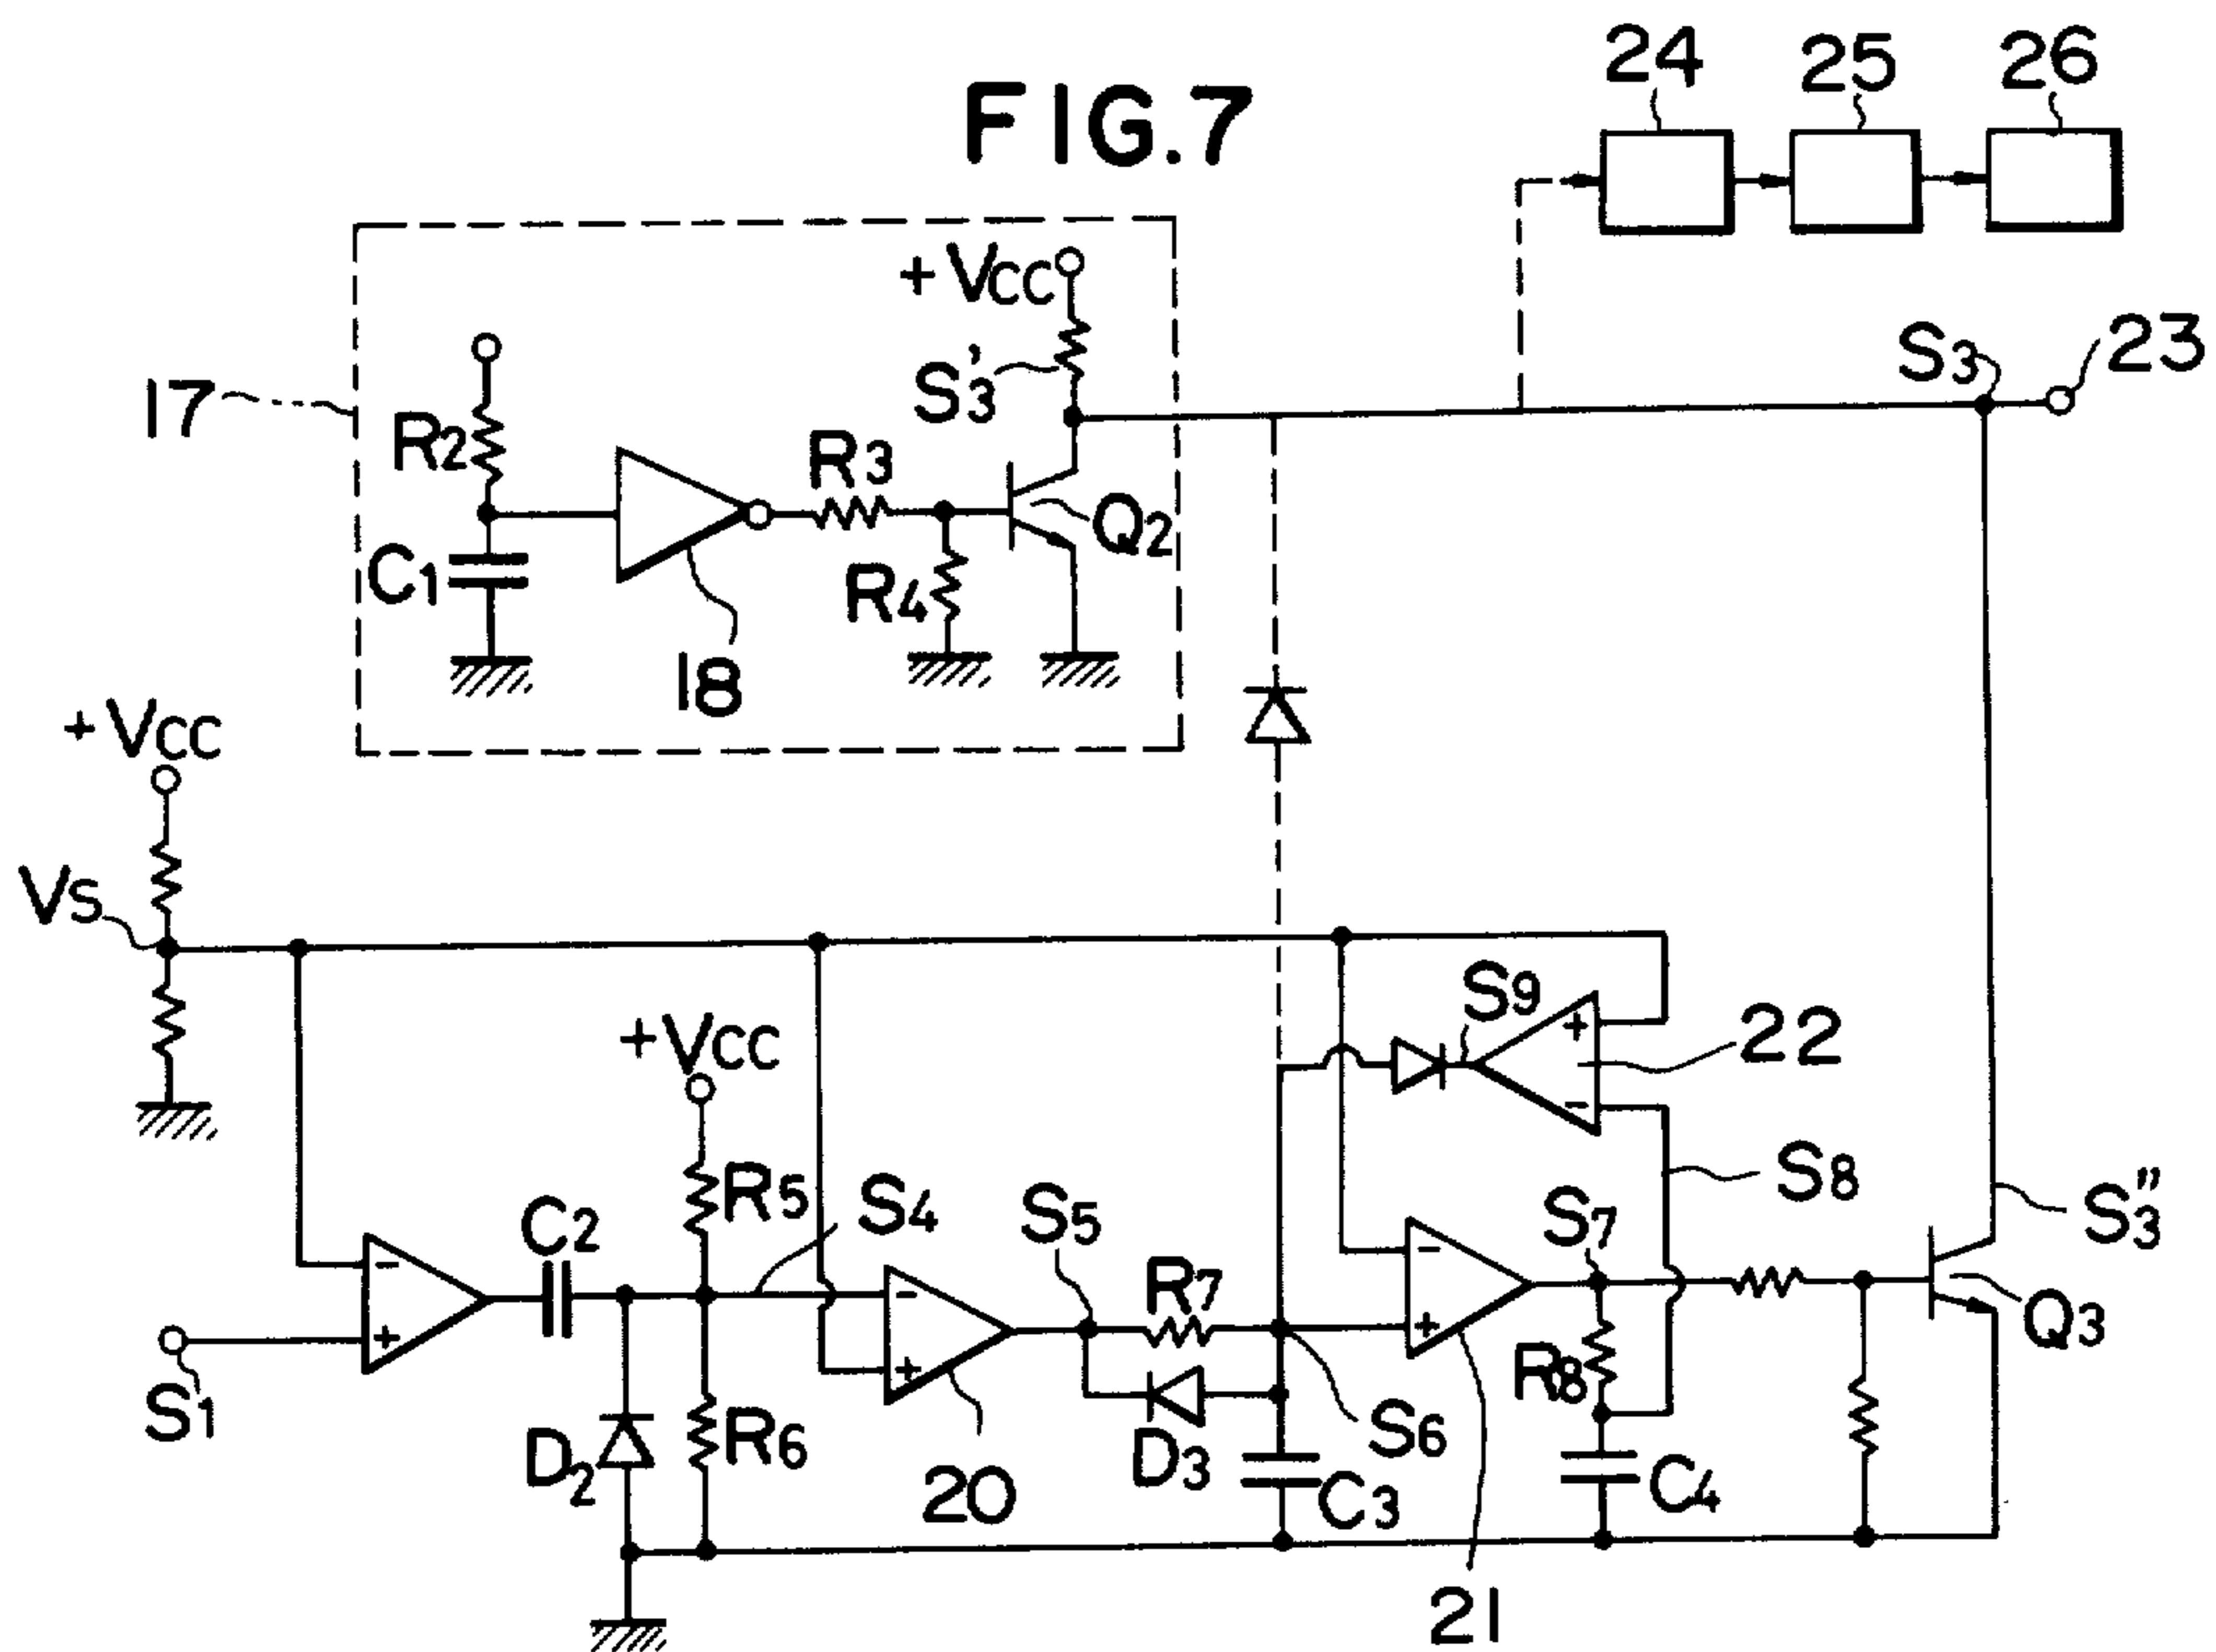 FIG.7
24 25 26
+Vcc
S3'
S3
23
17
R2
R3
Q2
C1
R4
18
+Vcc
Vs
S9
+
22
-
+Vcc
S8
S3"
R5
S4
S5
S7
C2
R7
-
-
-
Q3
+
+
+
R8
S1
S6
D2
R6
D3
C3
C4
20
21